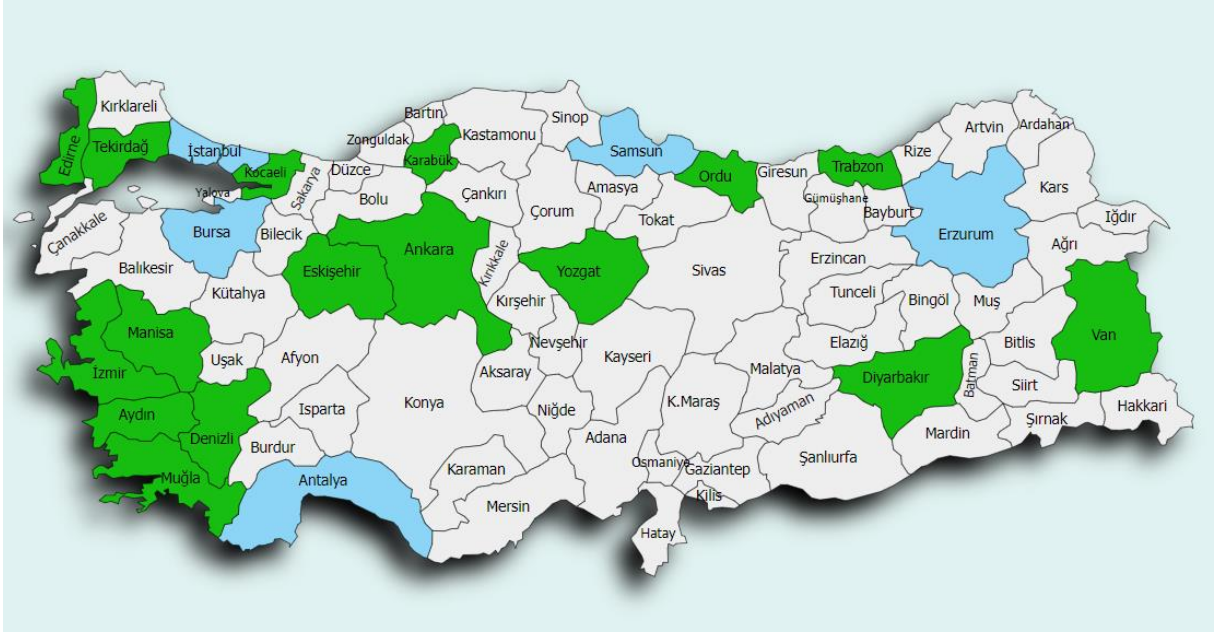 Kırklareli
Edirne
Tekirdağ
İstanbul
Kocaeli
Yalova
Sakarya
Düzce
Zonguldak
Bartın
Karabük
Kastamonu
Sinop
Samsun
Ordu
Giresun
Trabzon
Rize
Artvin
Ardahan
Kars
Iğdır
Çanakkale
Balıkesir
Bursa
Bilecik
Bolu
Çankırı
Çorum
Amasya
Tokat
Gümüşhane
Bayburt
Erzurum
Ağrı
Kütahya
Eskişehir
Ankara
Kırıkkale
Kırşehir
Yozgat
Sivas
Erzincan
Tunceli
Bingöl
Muş
Bitlis
Van
Manisa
Uşak
Afyon
İzmir
Aydın
Denizli
Muğla
Burdur
Isparta
Antalya
Konya
Aksaray
Nevşehir
Niğde
Kayseri
Karaman
Mersin
Adana
K.Maraş
Osmaniye
Hatay
Kilis
Gaziantep
Malatya
Adıyaman
Elazığ
Diyarbakır
Şanlıurfa
Mardin
Batman
Siirt
Şırnak
Hakkari